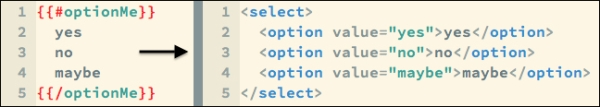 1 {{#optionMe}}
2 yes
3 no
4 maybe
5 {{/optionMe}}
1 <select>
2 <option value="yes">yes</option>
3 <option value="no">no</option>
4 <option value="maybe">maybe</option>
5 </select>